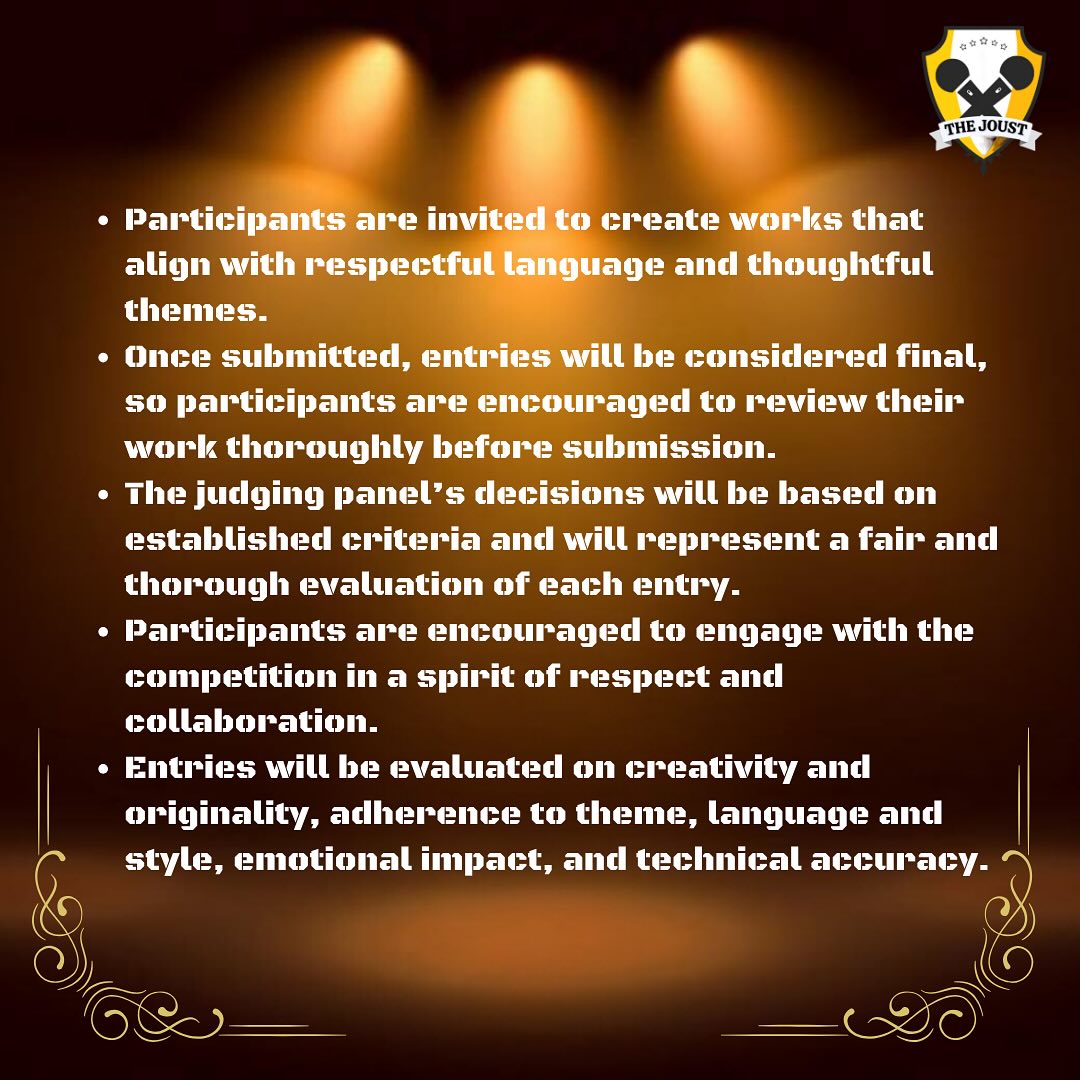 THE JOUST
• Participants are invited to create works that
align with respectful language and thoughtful
themes.
• Once submitted, entries will be considered final,
so participants are encouraged to review their
work thoroughly before submission.
• The judging panel's decisions will be based on
established criteria and will represent a fair and
thorough evaluation of each entry.
• Participants are encouraged to engage with the
competition in a spirit of respect and
collaboration.
• Entries will be evaluated on creativity and
originality, adherence to theme, language and
style, emotional impact, and technical accuracy.